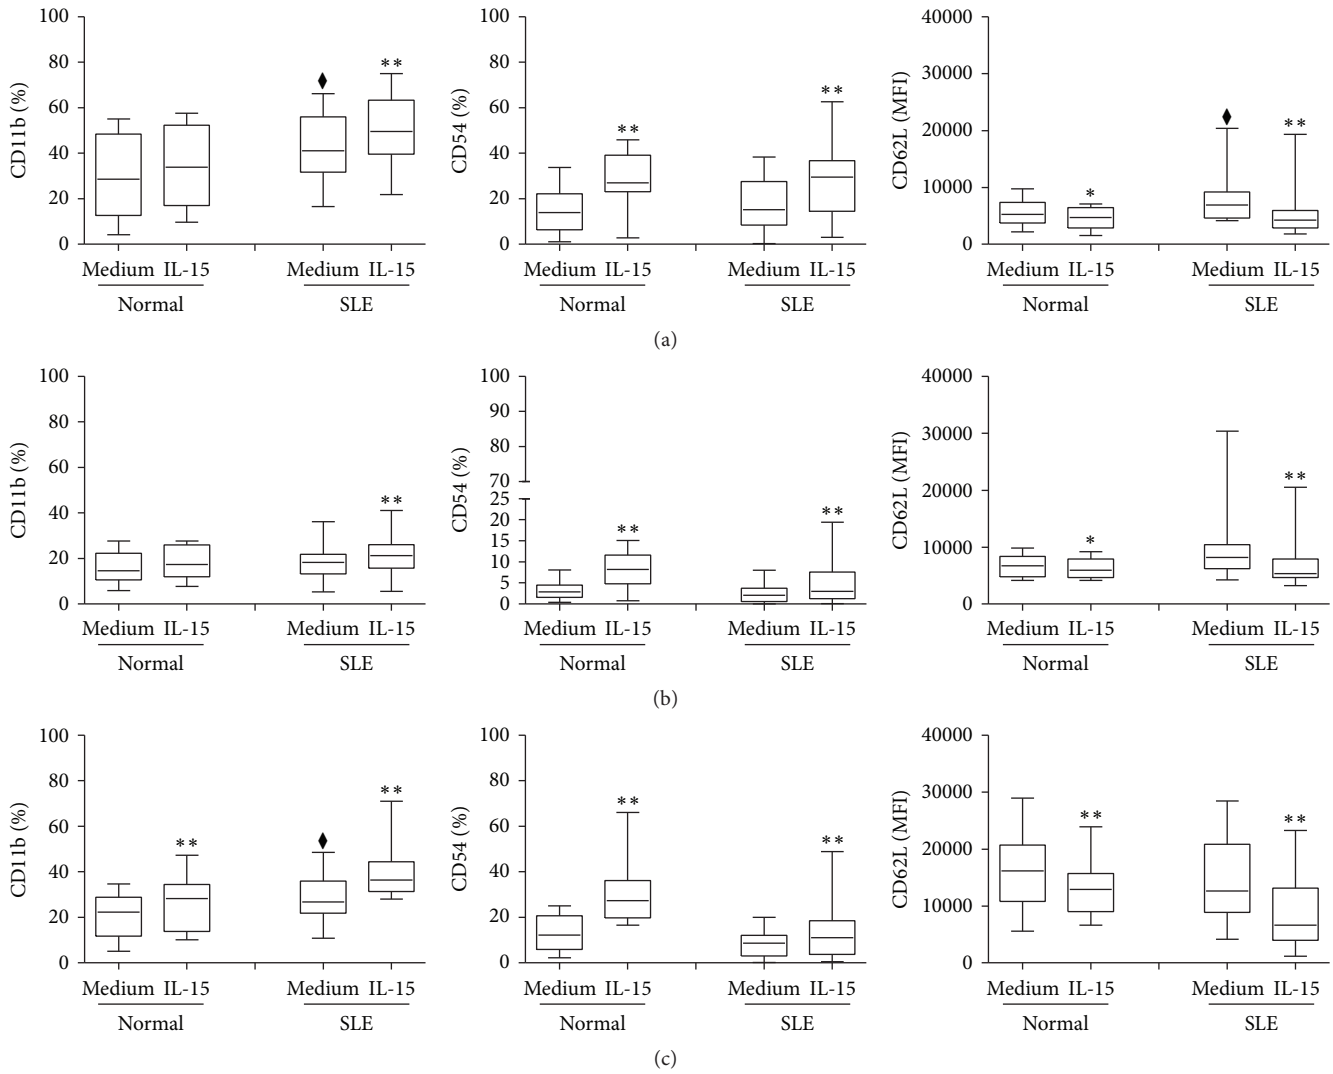 100
80
60
40
20
0
CD11b (%)
**
Medium IL-15
Medium IL-15
Normal
SLE
100
80
60
40
20
0
CD54 (%)
**
**
Medium IL-15
Medium IL-15
Normal
SLE
40000
30000
20000
10000
0
CD62L (MFI)
*
**
Medium IL-15
Medium IL-15
Normal
SLE
(a)
100
80
60
40
20
0
CD11b (%)
**
Medium IL-15
Medium IL-15
Normal
SLE
100
90
80
70
25
20
15
10
5
0
CD54 (%)
**
**
Medium IL-15
Medium IL-15
Normal
SLE
40000
30000
20000
10000
0
CD62L (MFI)
*
**
Medium IL-15
Medium IL-15
Normal
SLE
(b)
100
80
60
40
20
0
CD11b (%)
**
**
Medium IL-15
Medium IL-15
Normal
SLE
100
80
60
40
20
0
CD54 (%)
**
**
Medium IL-15
Medium IL-15
Normal
SLE
40000
30000
20000
10000
0
CD62L (MFI)
**
**
Medium IL-15
Medium IL-15
Normal
SLE
(c)